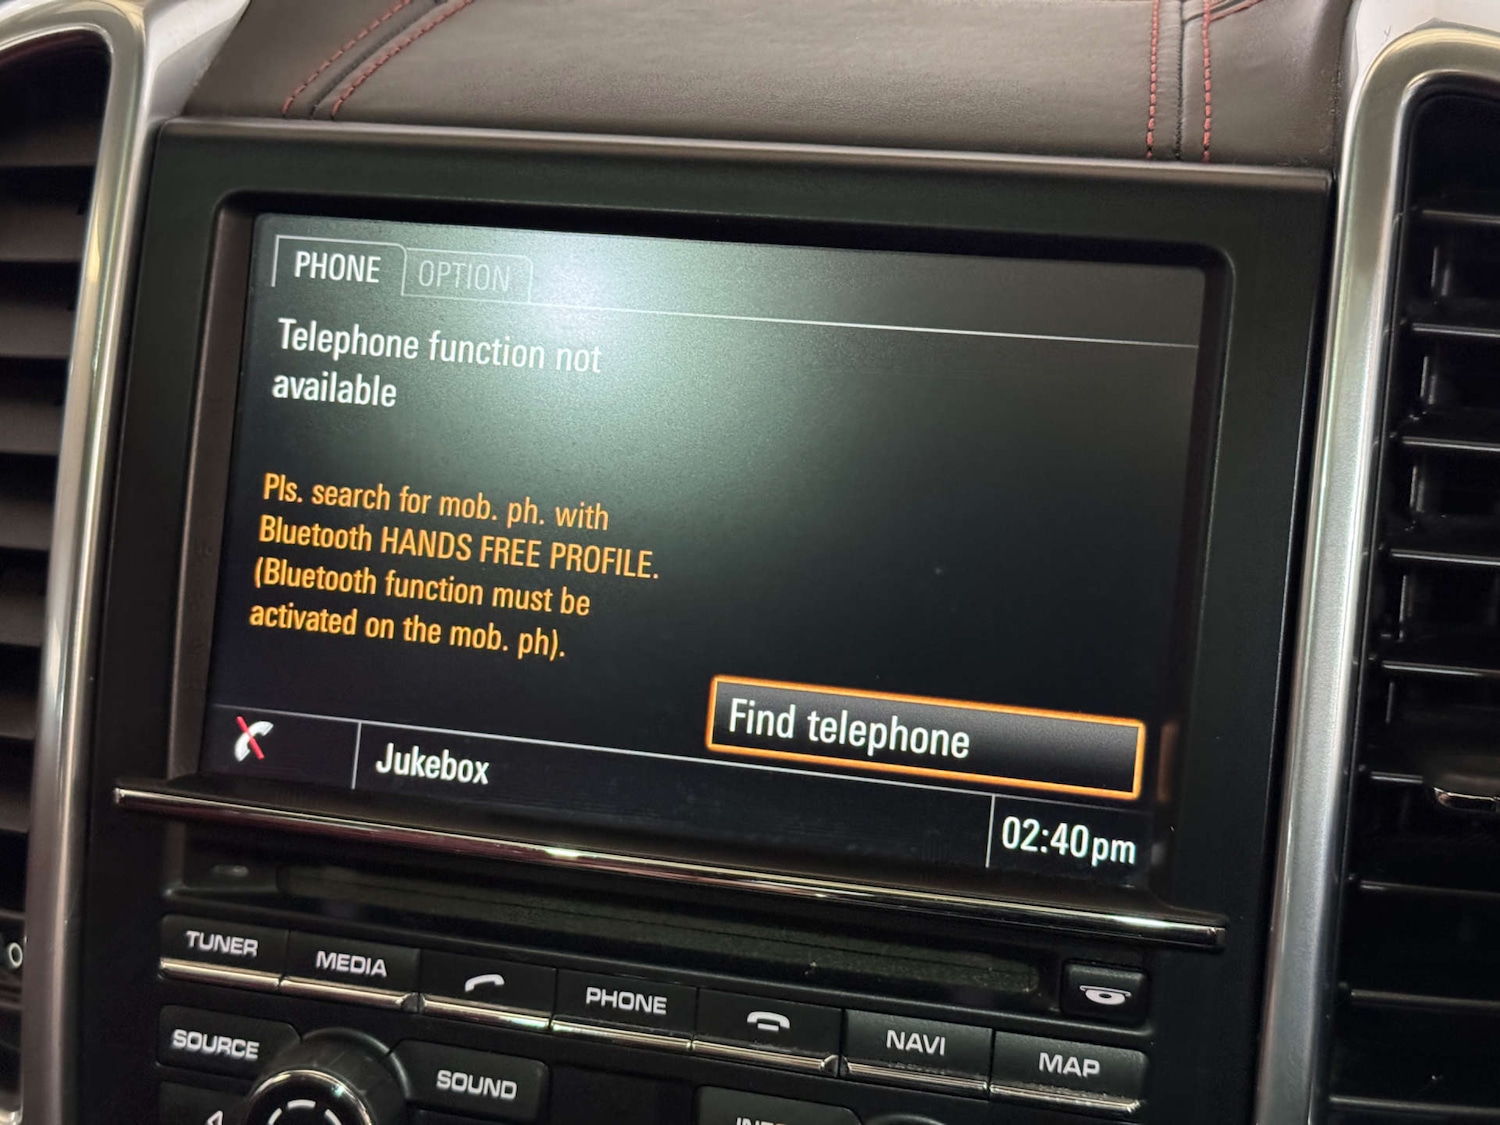 PHONE OPTION
Telephone function not
available
Pls. search for mob. ph. with
Bluetooth HANDS FREE PROFILE.
(Bluetooth function must be
activated on the mob. ph).
Find telephone
Jukebox
02:40pm
TUNER MEDIA PHONE NAVI MAP
SOURCE SOUND